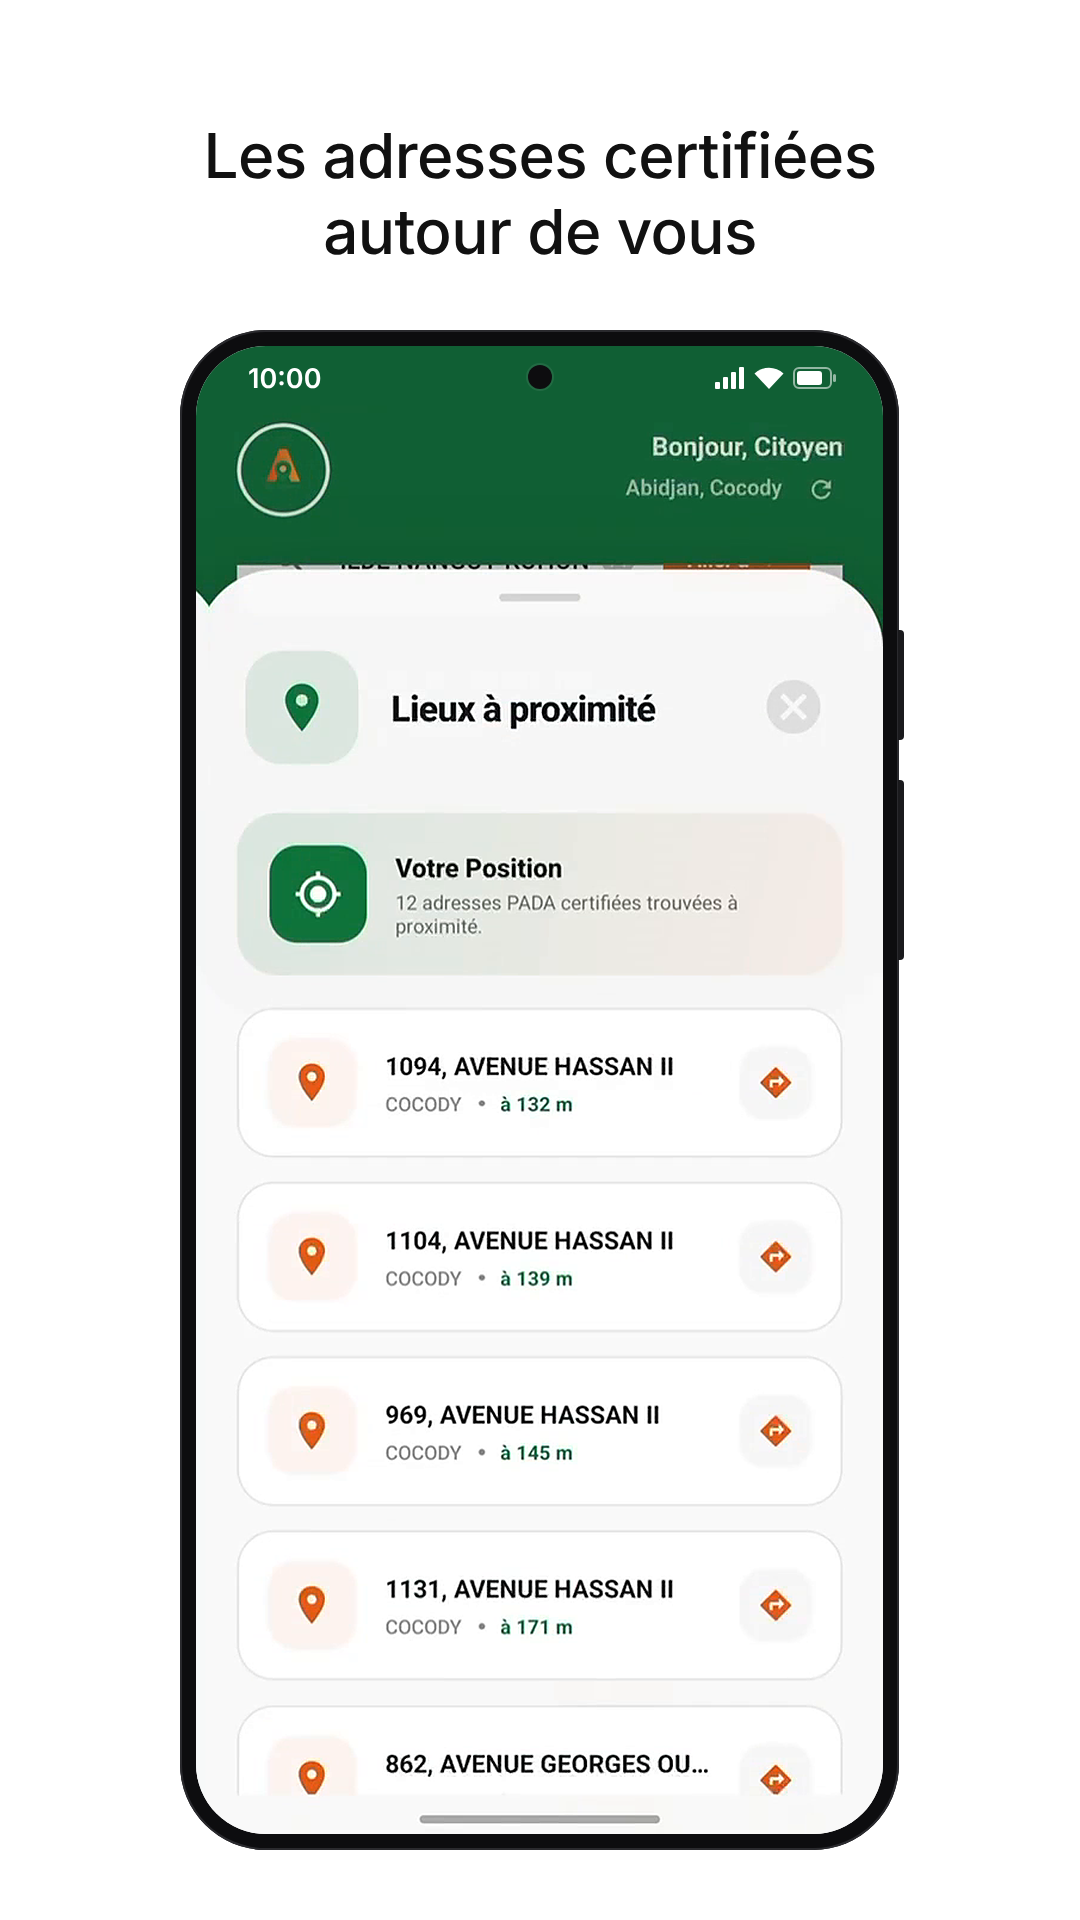 Les adresses certifiées
autour de vous
10:00
Bonjour, Citoyen
Abidjan, Cocody
Lieux à proximité
Votre Position
12 adresses PADA certifiées trouvées à
proximité.
1094, AVENUE HASSAN II
COCODY • à 132 m
1104, AVENUE HASSAN II
COCODY • à 139 m
969, AVENUE HASSAN II
COCODY • à 145 m
1131, AVENUE HASSAN II
COCODY • à 171 m
862, AVENUE GEORGES OU...